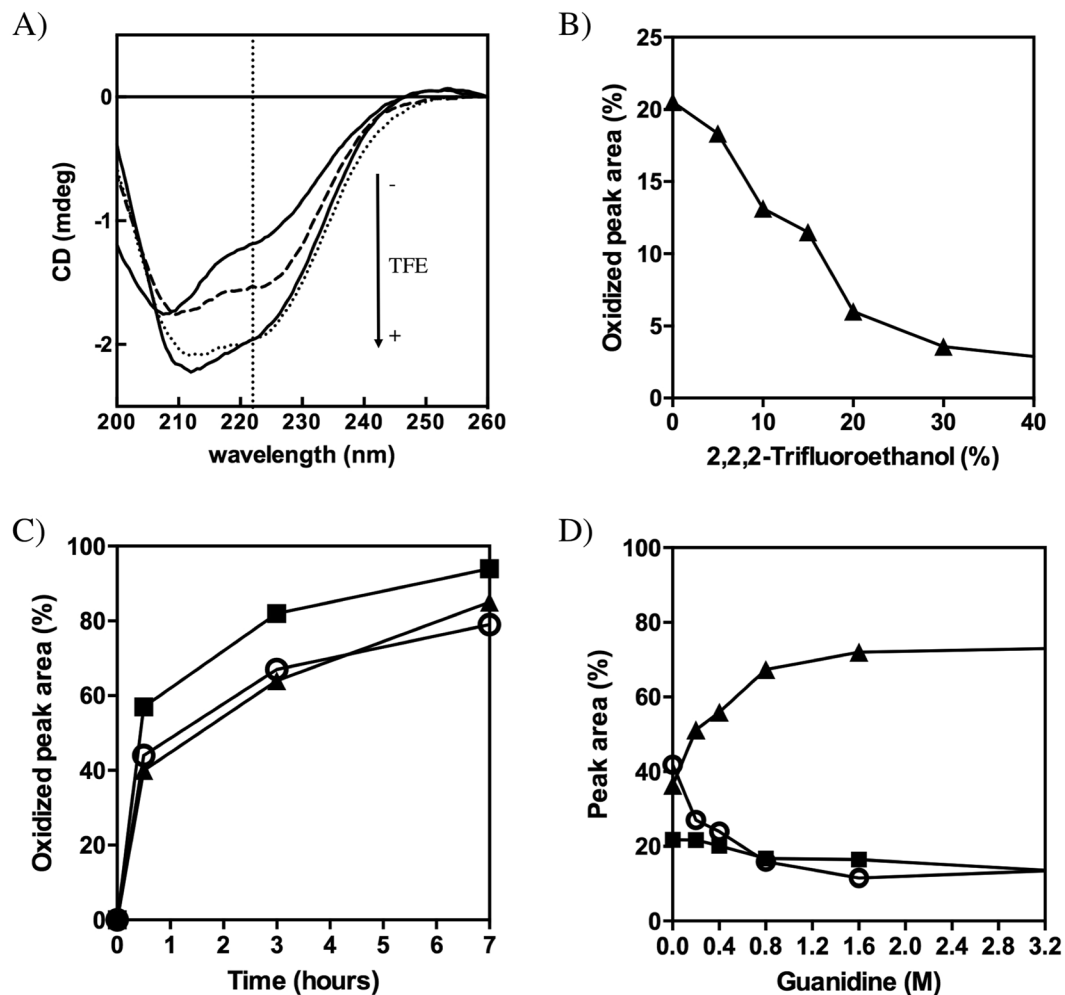 A)
0
-1
-2
CD (mdeg)
-
TFE
+
200 210 220 230 240 250 260
wavelength (nm)
B)
25
20
15
10
5
0
Oxidized peak area (%)
0 10 20 30 40
2,2,2-Trifluoroethanol (%)
C)
100
80
60
40
20
0
Oxidized peak area (%)
0 1 2 3 4 5 6 7
Time (hours)
D)
100
80
60
40
20
0
Peak area (%)
0.0 0.4 0.8 1.2 1.6 2.0 2.4 2.8 3.2
Guanidine (M)